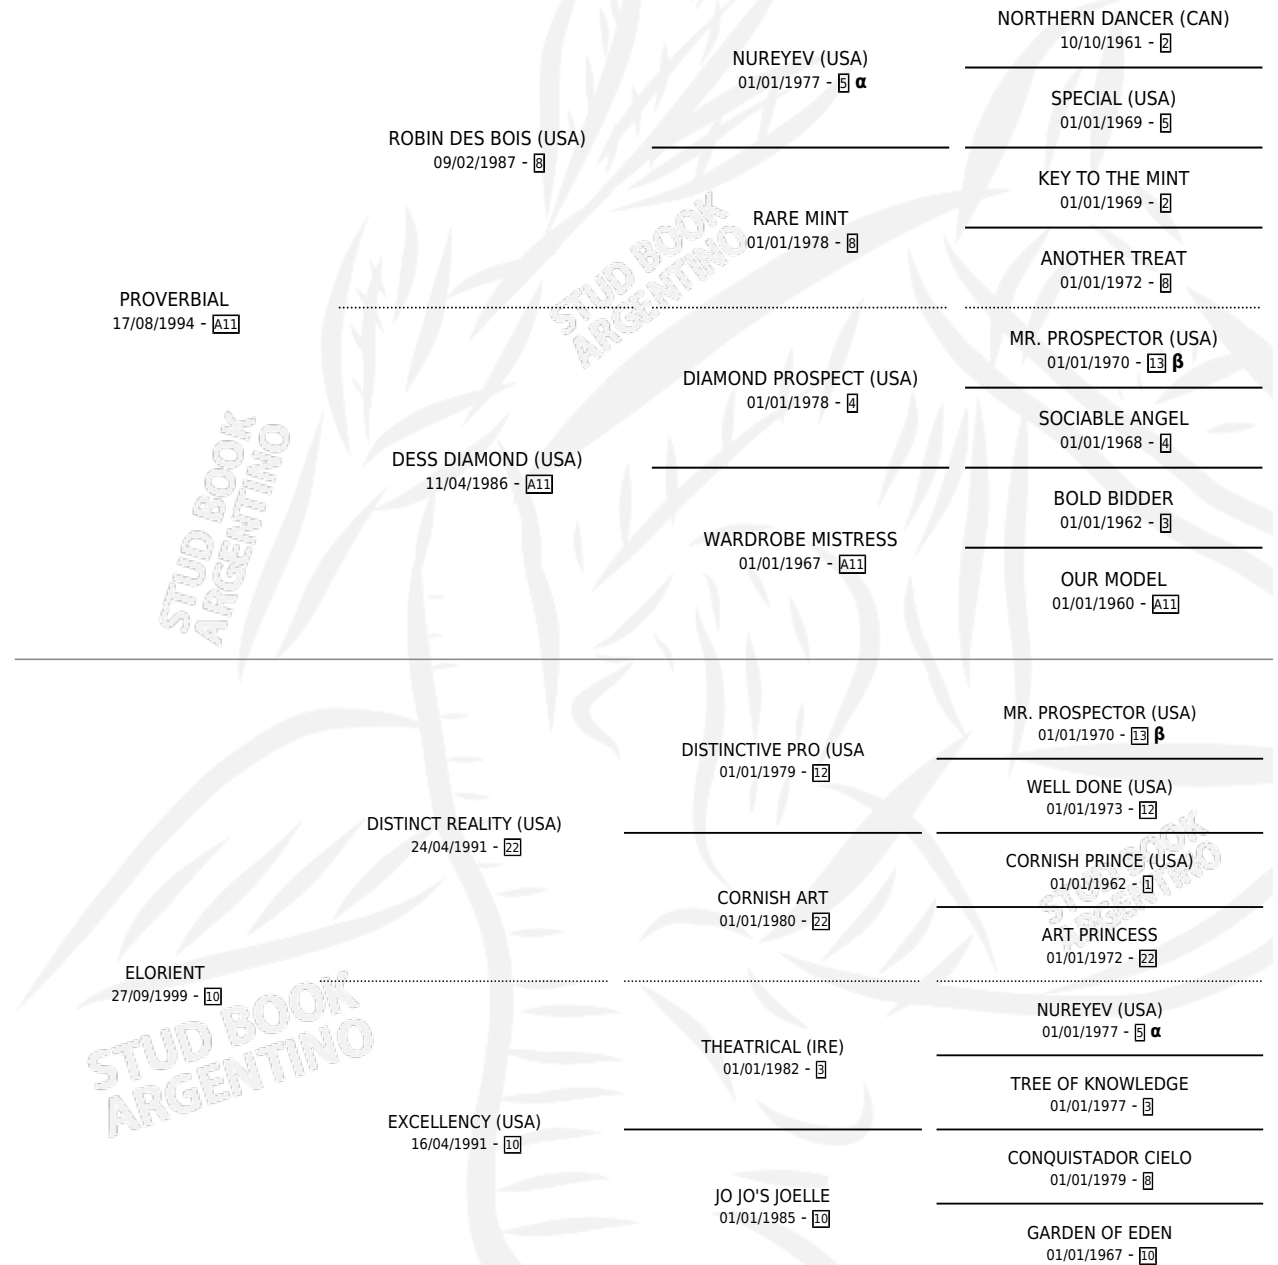 NORTHERN DANCER (CAN)
10/10/1961 - 2
NUREYEV (USA)
01/01/1977 - 5 α
SPECIAL (USA)
01/01/1969 - 5
ROBIN DES BOIS (USA)
09/02/1987 - 8
KEY TO THE MINT
01/01/1969 - 2
RARE MINT
01/01/1978 - 8
ANOTHER TREAT
01/01/1972 - 8
PROVERBIAL
17/08/1994 - A11
MR. PROSPECTOR (USA)
01/01/1970 - 13 β
DIAMOND PROSPECT (USA)
01/01/1978 - 4
SOCIABLE ANGEL
01/01/1968 - 4
DESS DIAMOND (USA)
11/04/1986 - A11
BOLD BIDDER
01/01/1962 - 3
WARDROBE MISTRESS
01/01/1967 - A11
OUR MODEL
01/01/1960 - A11
MR. PROSPECTOR (USA)
01/01/1970 - 13 β
DISTINCTIVE PRO (USA
01/01/1979 - 12
WELL DONE (USA)
01/01/1973 - 12
DISTINCT REALITY (USA)
24/04/1991 - 22
CORNISH PRINCE (USA)
01/01/1962 - 1
CORNISH ART
01/01/1980 - 22
ART PRINCESS
01/01/1972 - 22
ELORIENT
27/09/1999 - 10
NUREYEV (USA)
01/01/1977 - 5 α
THEATRICAL (IRE)
01/01/1982 - 3
TREE OF KNOWLEDGE
01/01/1977 - 3
EXCELLENCY (USA)
16/04/1991 - 10
CONQUISTADOR CIELO
01/01/1979 - 8
JO JO'S JOELLE
01/01/1985 - 10
GARDEN OF EDEN
01/01/1967 - 10
STUD BOOK
ARGENTINO
STUD BOOK
ARGENTINO
STUD BOOK
ARGENTINO
STUD BOOK
ARGENTINO